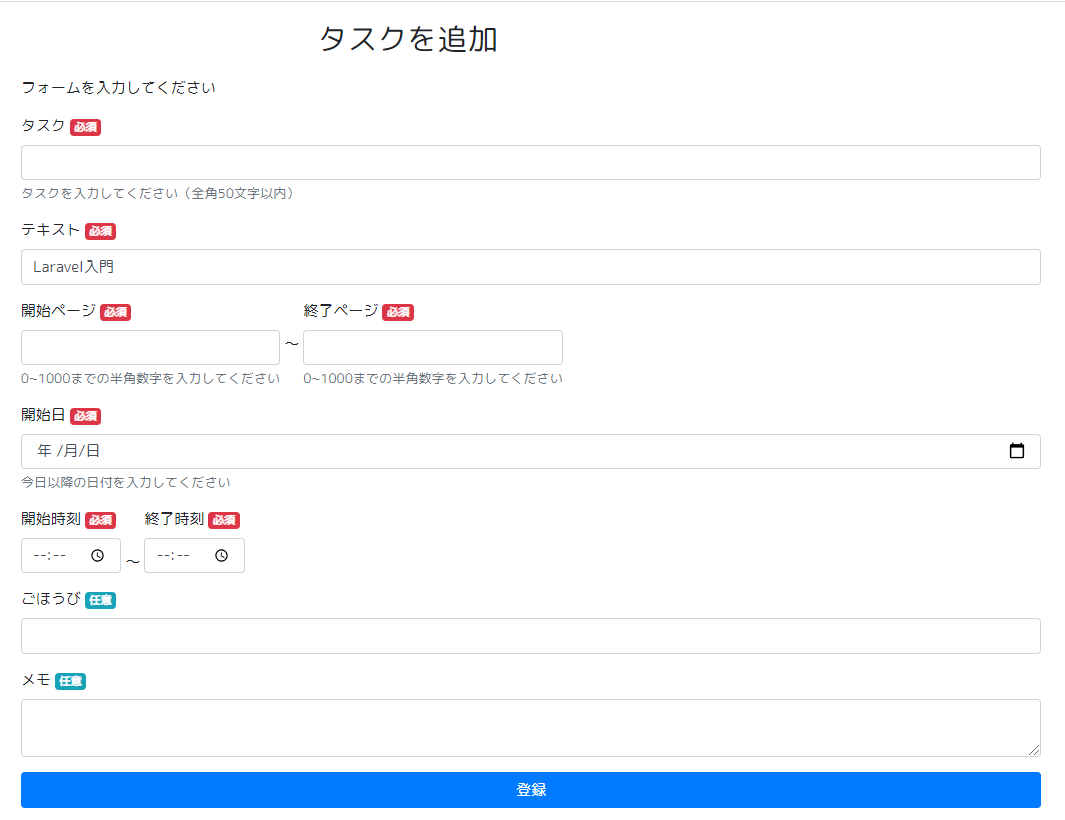 タスクを追加
フォームを入力してください
タスク 必須
タスクを入力してください（全角50文字以内）
テキスト 必須
Laravel入門
開始ページ 必須 終了ページ 必須
～
0~1000までの半角数字を入力してください 0~1000までの半角数字を入力してください
開始日 必須
年 /月/日
今日以降の日付を入力してください
開始時刻 必須 終了時刻 必須
--:-- ～ --:--
ごほうび 任意
メモ 任意
登録